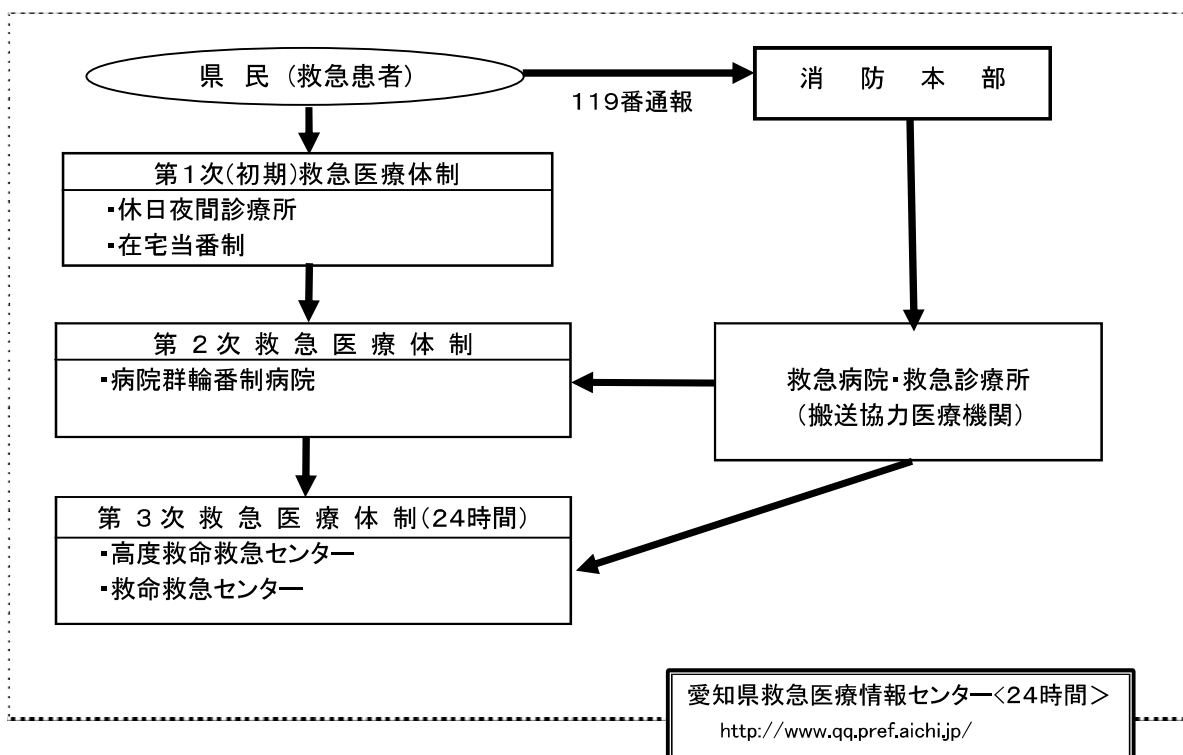 県 民 (救急患者)
消 防 本 部
119番通報
第1次(初期)救急医療体制
・休日夜間診療所
・在宅当番制
第 2 次 救 急 医 療 体 制
・病院群輪番制病院
救急病院・救急診療所
(搬送協力医療機関)
第 3 次 救 急 医 療 体 制(24時間)
・高度救命救急センター
・救命救急センター
愛知県救急医療情報センター<24時間>
http://www.qq.pref.aichi.jp/